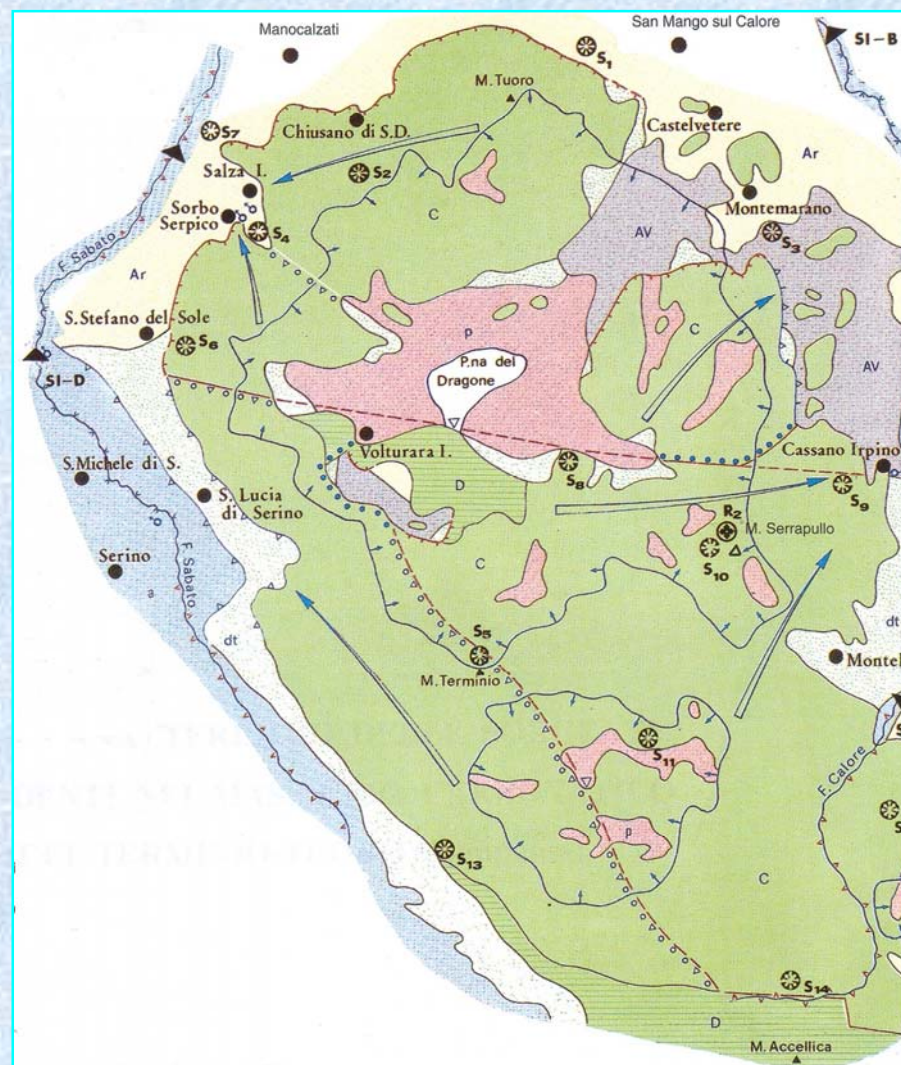 Manocalzati
San Mango sul Calore
SI-B
S1
M. Tuoro
S7
Chiusano di S.D.
Castelvetere
Ar
Salza I.
S2
C
Sorbo
Serpico
S4
Montemarano
AV
S3
F. Sabato
Ar
S.Stefano del Sole
S6
P
P.na del
Dragone
C
AV
SI-D
Volturara I.
Cassano Irpino
S.Michele di S.
S. Lucia
di Serino
D
S8
S9
R2
M. Serrapullo
S10
Serino
F. Sabato
a
C
dt
dt
S5
M. Terminio
Montel
S11
F. Calore
P
S13
C
S14
D
M. Accellica